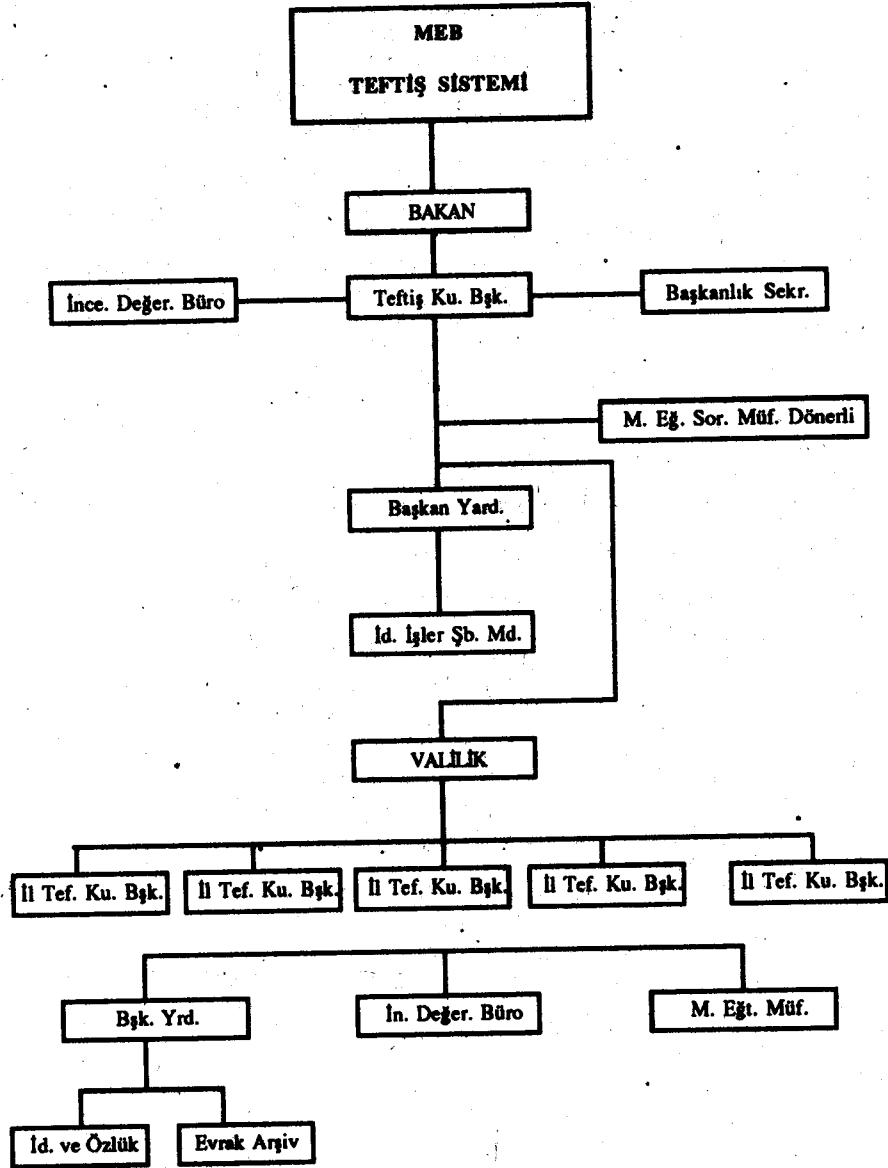 MEB
TEFTİŞ SİSTEMİ
BAKAN
İnce. Değer. Büro
Teftiş Ku. Bşk.
Başkanlık Sekr.
M. Eğ. Sor. Müf. Dönerli
Başkan Yard.
İd. İşler Şb. Md.
VALİLİK
İl Tef. Ku. Bşk.
İl Tef. Ku. Bşk.
İl Tef. Ku. Bşk.
İl Tef. Ku. Bşk.
İl Tef. Ku. Bşk.
Bşk. Yrd.
İn. Değer. Büro
M. Eğt. Müf.
İd. ve Özlük
Evrak Arşiv